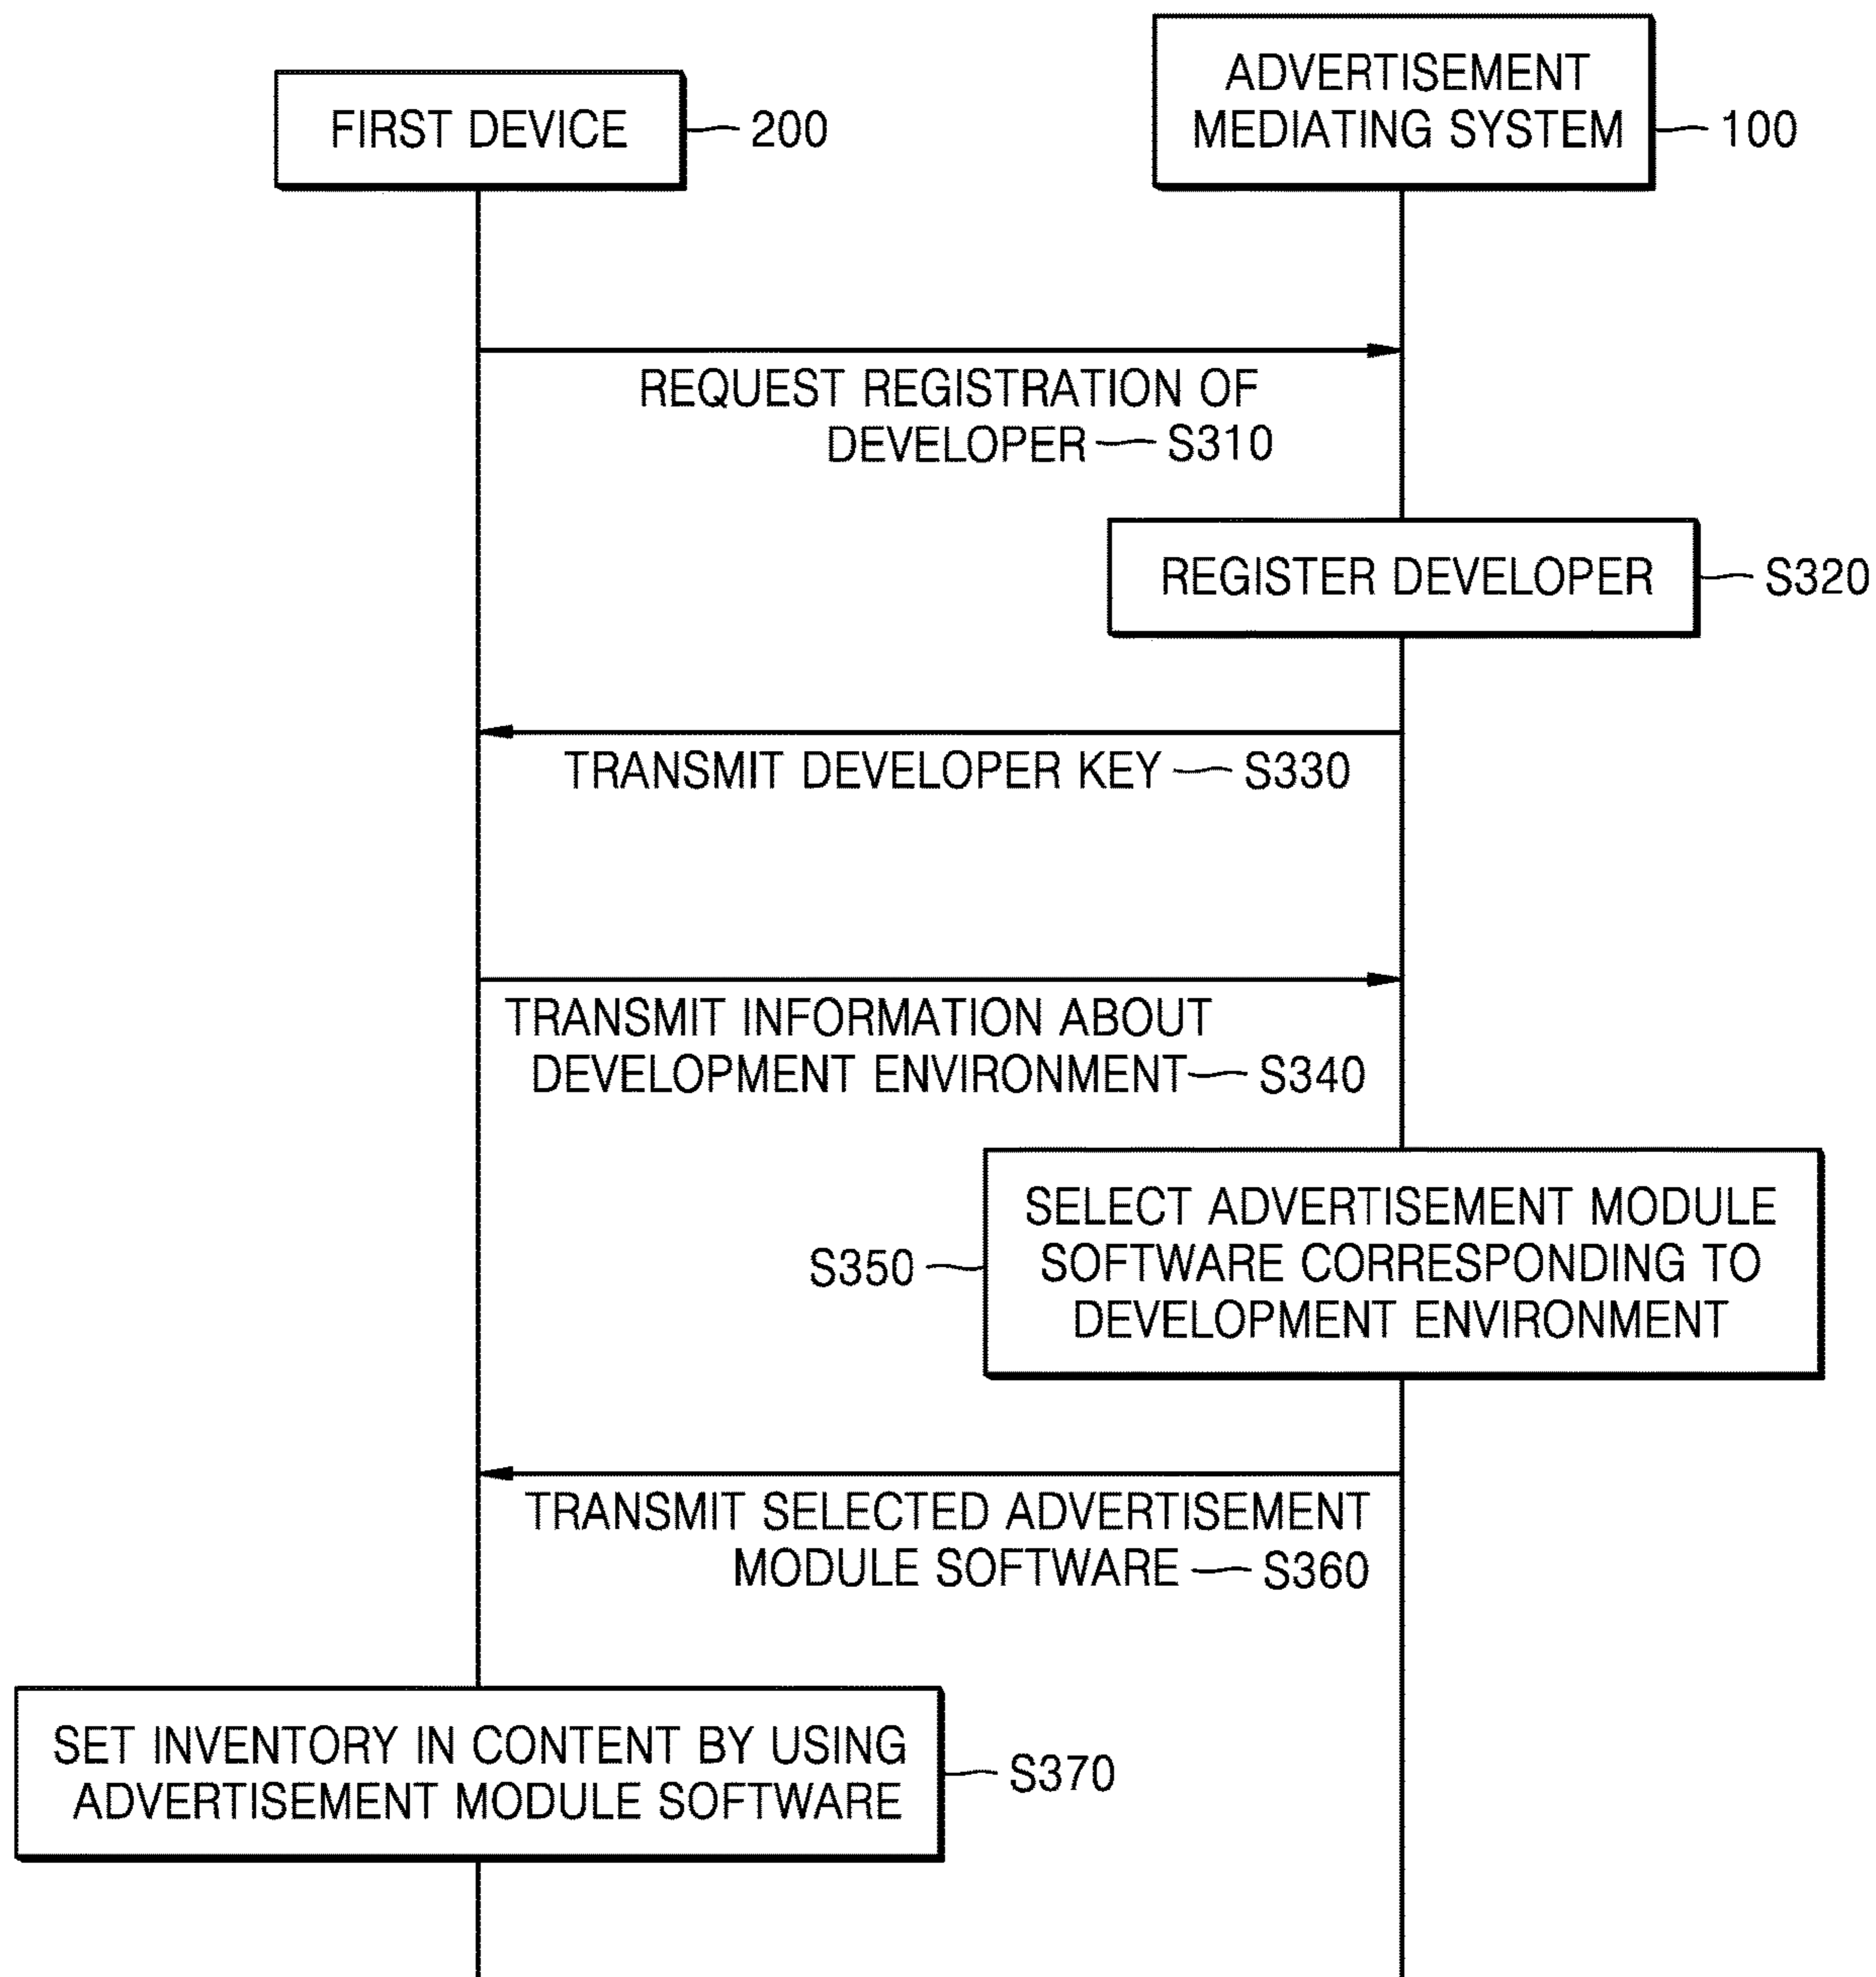 FIRST DEVICE
200
ADVERTISEMENT
MEDIATING SYSTEM
100
REQUEST REGISTRATION OF
DEVELOPER
S310
REGISTER DEVELOPER
S320
TRANSMIT DEVELOPER KEY
S330
TRANSMIT INFORMATION ABOUT
DEVELOPMENT ENVIRONMENT
S340
S350
SELECT ADVERTISEMENT MODULE
SOFTWARE CORRESPONDING TO
DEVELOPMENT ENVIRONMENT
TRANSMIT SELECTED ADVERTISEMENT
MODULE SOFTWARE
S360
SET INVENTORY IN CONTENT BY USING
ADVERTISEMENT MODULE SOFTWARE
S370